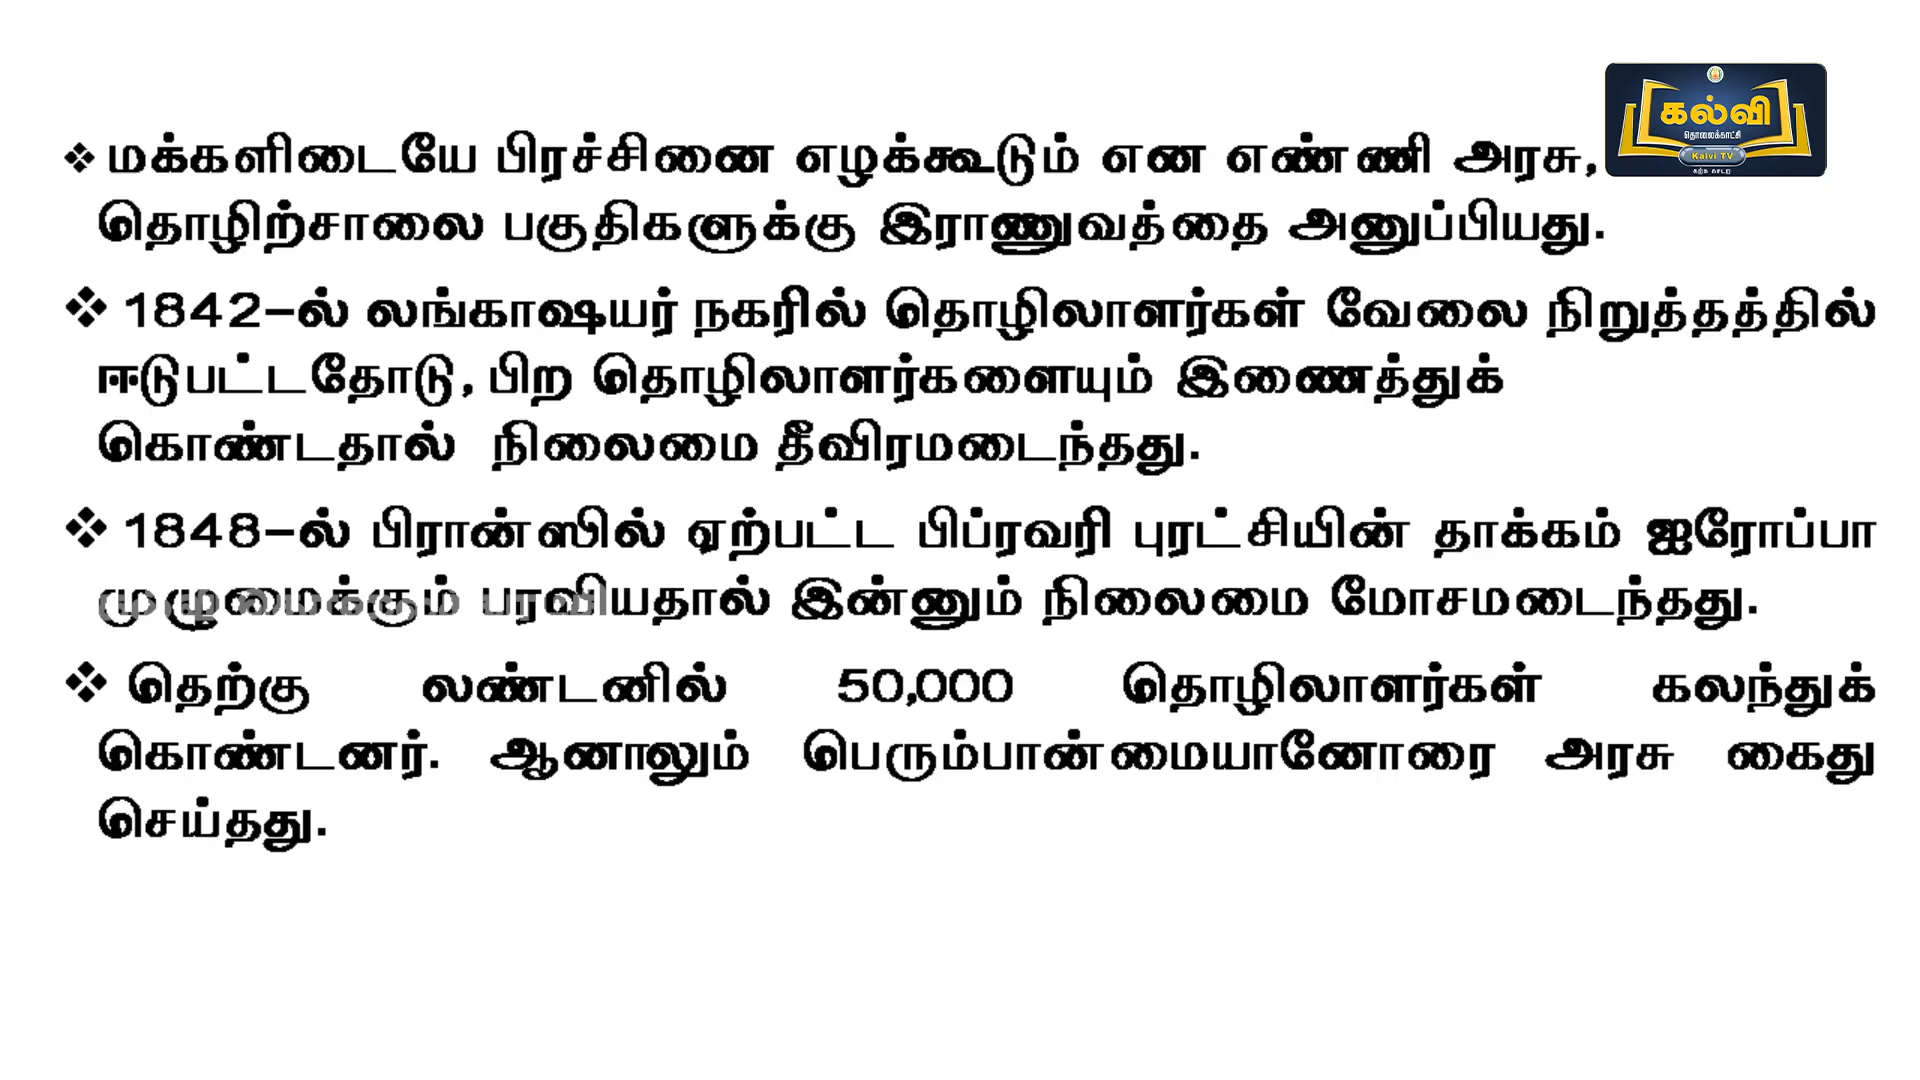 கல்வி
தொலைக்காட்சி
Kalvi TV
கற்க கசடற
❖ மக்களிடையே பிரச்சினை எழக்கூடும் என எண்ணி அரசு,
தொழிற்சாலை பகுதிகளுக்கு இராணுவத்தை அனுப்பியது.
❖ 1842-ல் லங்காஷயர் நகரில் தொழிலாளர்கள் வேலை நிறுத்தத்தில்
ஈடுபட்டதோடு, பிற தொழிலாளர்களையும் இணைத்துக்
கொண்டதால் நிலைமை தீவிரமடைந்தது.
❖ 1848-ல் பிரான்ஸில் ஏற்பட்ட பிப்ரவரி புரட்சியின் தாக்கம் ஐரோப்பா
முழுமைக்கும் பரவியதால் இன்னும் நிலைமை மோசமடைந்தது.
❖ தெற்கு லண்டனில் 50,000 தொழிலாளர்கள் கலந்துக்
கொண்டனர். ஆனாலும் பெரும்பான்மையானோரை அரசு கைது
செய்தது.